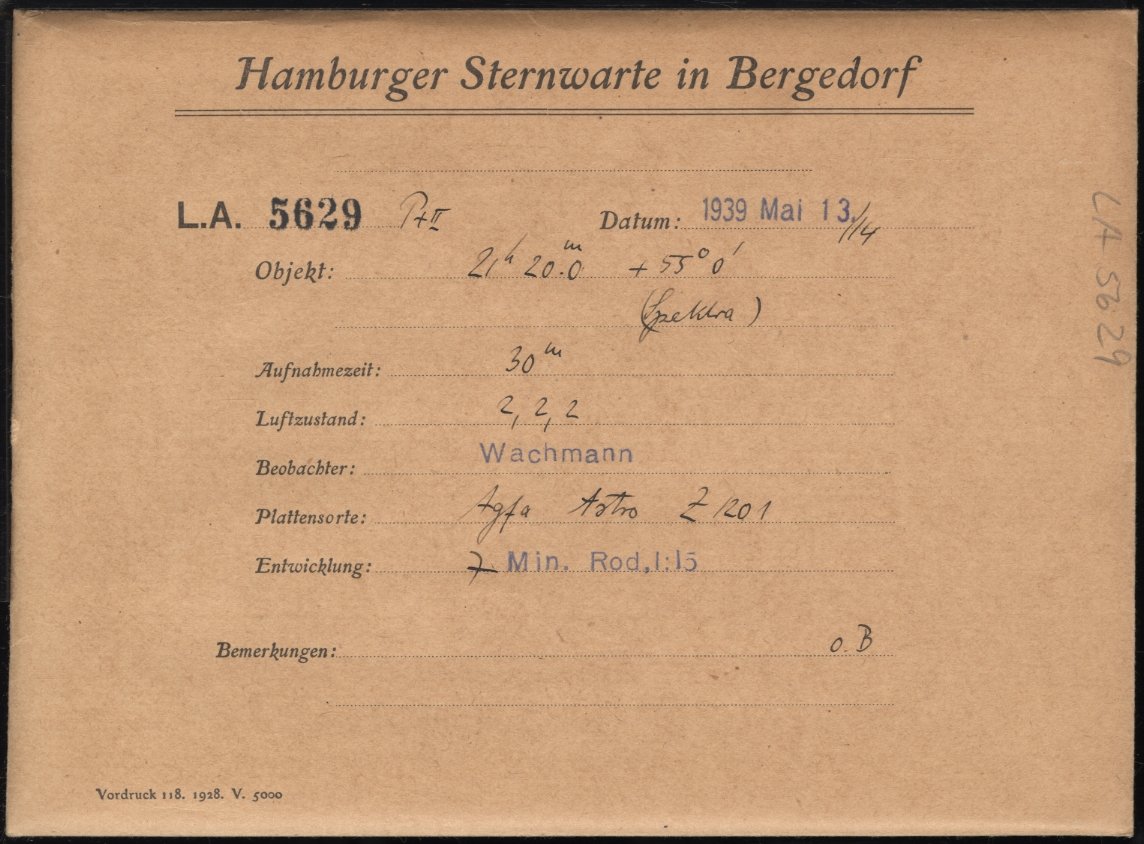 Hamburger Sternwarte in Bergedorf
L.A. 5629 P+II Datum: 1939 Mai 13./14
Objekt: 21h 20.0m +55° 0'
(Spektra)
Aufnahmezeit: 30m
Luftzustand: 2, 2, 2
Beobachter: Wachmann
Plattensorte: Agfa Astro Z 1201
Entwicklung: 7 Min. Rod. 1:15
Bemerkungen: o. B
Vordruck 118. 1928. V. 5000
LA 5629